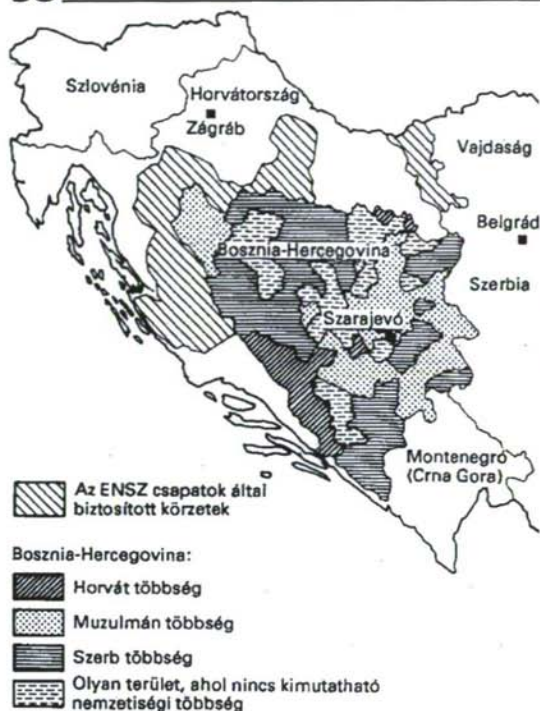 Szlovénia
Horvátország
Zágráb
Vajdaság
Belgrád
Bosznia-Hercegovina
Szerbia
Szarajevó
Montenegró
(Crna Gora)
Az ENSZ csapatok által
biztosított körzetek
Bosznia-Hercegovina:
Horvát többség
Muzulmán többség
Szerb többség
Olyan terület, ahol nincs kimutatható
nemzetiségi többség